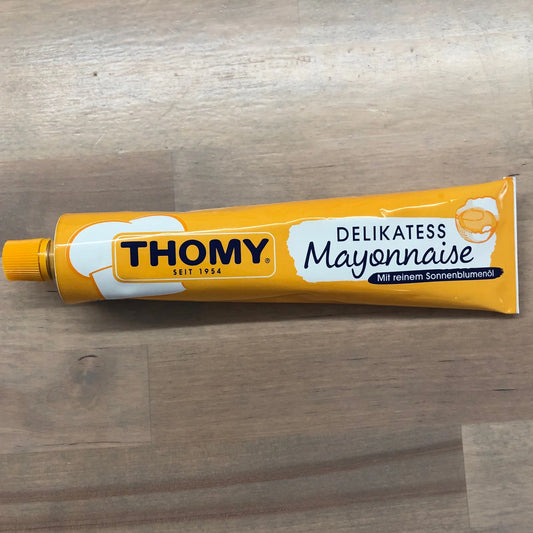 THOMY®
SEIT 1954
DELIKATESS
Mayonnaise
Mit reinem Sonnenblumenöl